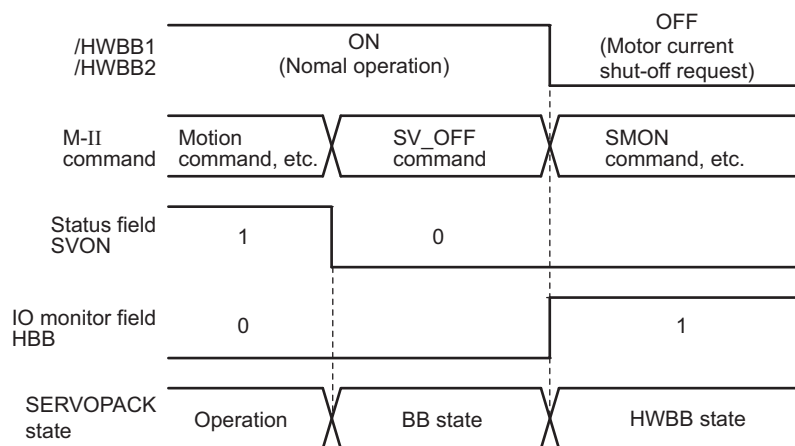 /HWBB1
/HWBB2
ON
(Nomal operation)
OFF
(Motor current
shut-off request)
M-II
command
Motion
command, etc.
SV_OFF
command
SMON
command, etc.
Status field
SVON
1
0
IO monitor field
HBB
0
1
SERVOPACK
state
Operation
BB state
HWBB state